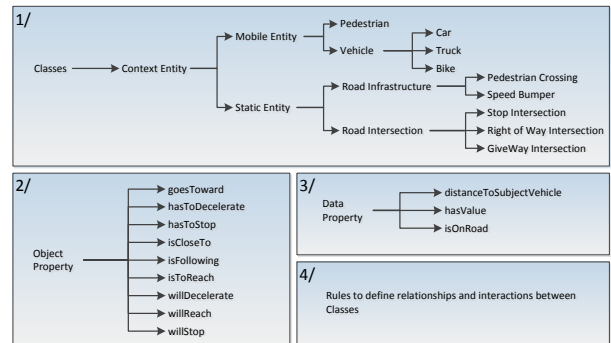 1/
Classes
Context Entity
Mobile Entity
Pedestrian
Vehicle
Car
Truck
Bike
Static Entity
Road Infrastructure
Pedestrian Crossing
Speed Bumper
Road Intersection
Stop Intersection
Right of Way Intersection
GiveWay Intersection
2/
Object
Property
goesToward
hasToDecelerate
hasToStop
isCloseTo
isFollowing
isToReach
willDecelerate
willReach
willStop
3/
Data
Property
distanceToSubjectVehicle
hasValue
isOnRoad
4/
Rules to define relationships and interactions between
Classes